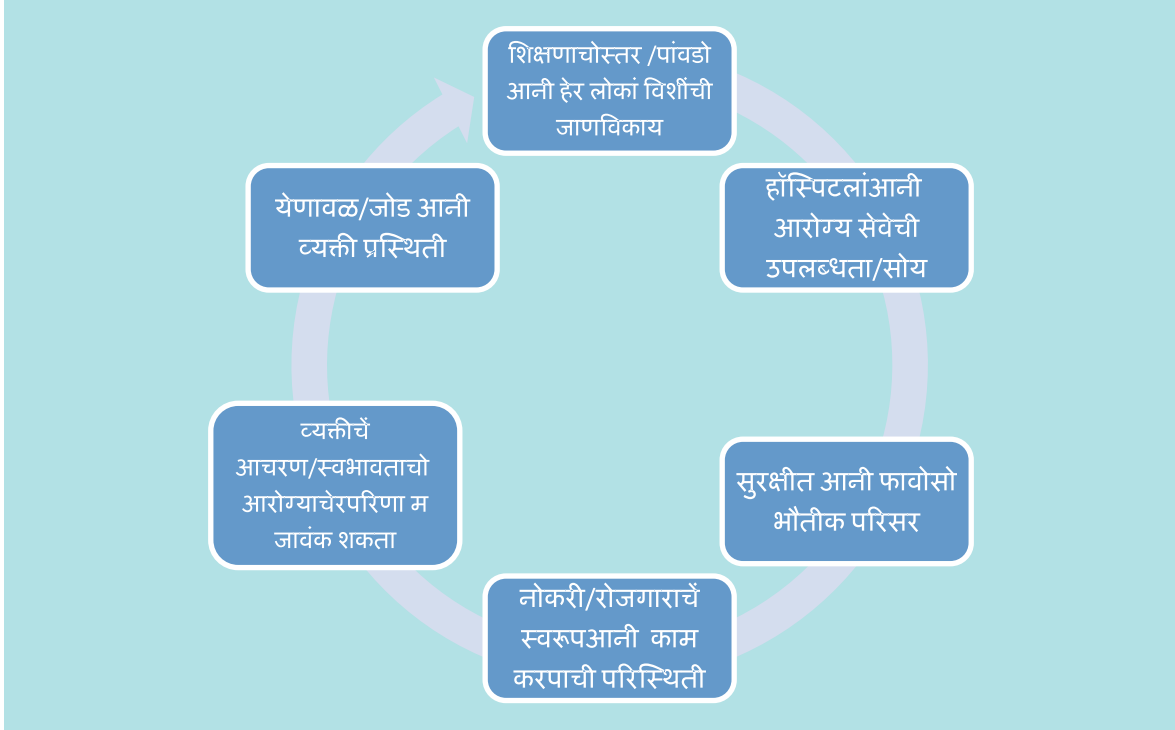 शिक्षणाचोस्तर /पांवडो
आनी हेर लोकां विशींची
जाणविकाय
हॉस्पिटलांआनी
आरोग्य सेवेची
उपलब्धता/सोय
सुरक्षीत आनी फावोसो
भौतीक परिसर
नोकरी/रोजगाराचें
स्वरूपआनी काम
करपाची परिस्थिती
व्यक्तीचें
आचरण/स्वभावताचो
आरोग्याचेरपरिणा म
जावंक शकता
येणावळ/जोड आनी
व्यक्ती प्रस्थिती